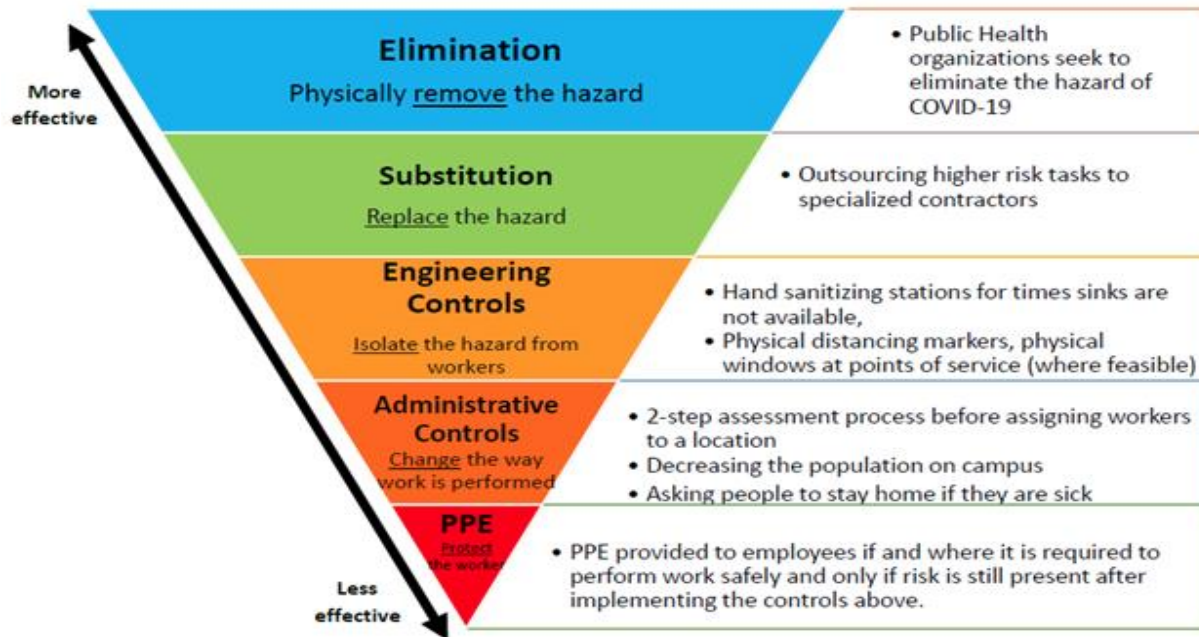 Elimination
Physically remove the hazard
• Public Health
organizations seek to
eliminate the hazard of
COVID-19
More
effective
Substitution
Replace the hazard
• Outsourcing higher risk tasks to
specialized contractors
Engineering
Controls
Isolate the hazard from
workers
• Hand sanitizing stations for times sinks are
not available,
• Physical distancing markers, physical
windows at points of service (where feasible)
Administrative
Controls
Change the way
work is performed
• 2-step assessment process before assigning workers
to a location
• Decreasing the population on campus
• Asking people to stay home if they are sick
PPE
Protect
the worker
• PPE provided to employees if and where it is required to
perform work safely and only if risk is still present after
implementing the controls above.
Less
effective